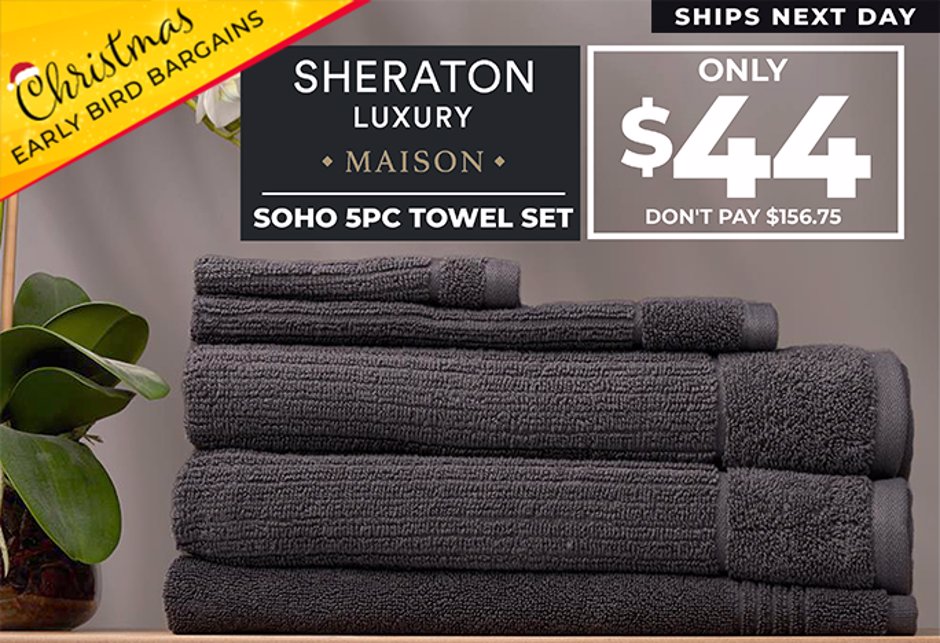 Christmas
EARLY BIRD BARGAINS
SHIPS NEXT DAY
SHERATON
LUXURY
• MAISON •
SOHO 5PC TOWEL SET
ONLY
$44
DON'T PAY $156.75